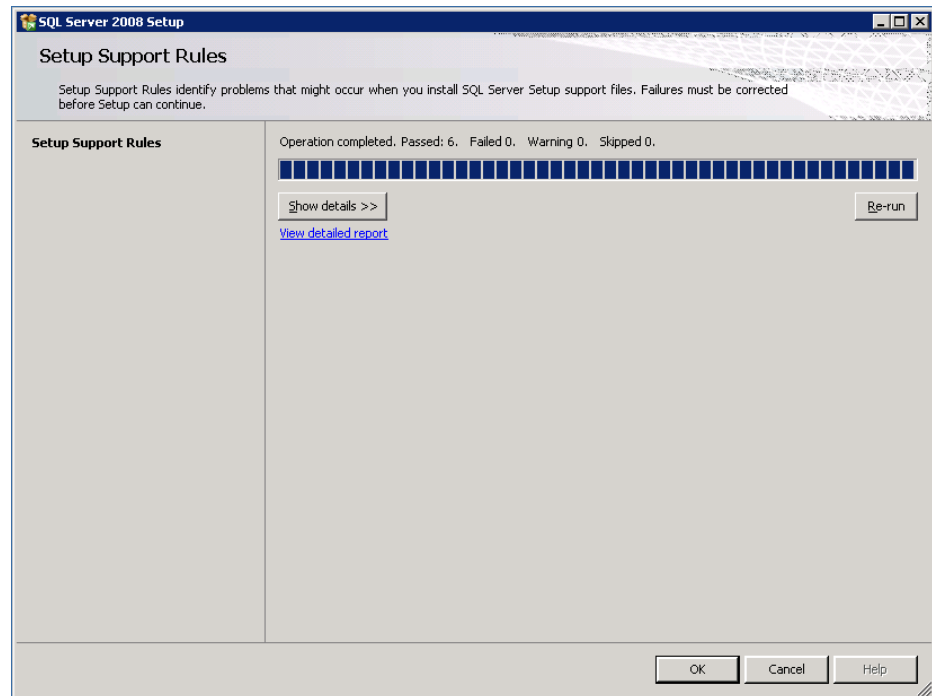 SQL Server 2008 Setup
Setup Support Rules
Setup Support Rules identify problems that might occur when you install SQL Server Setup support files. Failures must be corrected
before Setup can continue.
Setup Support Rules
Operation completed. Passed: 6. Failed 0. Warning 0. Skipped 0.
Show details >>
Re-run
View detailed report
OK
Cancel
Help